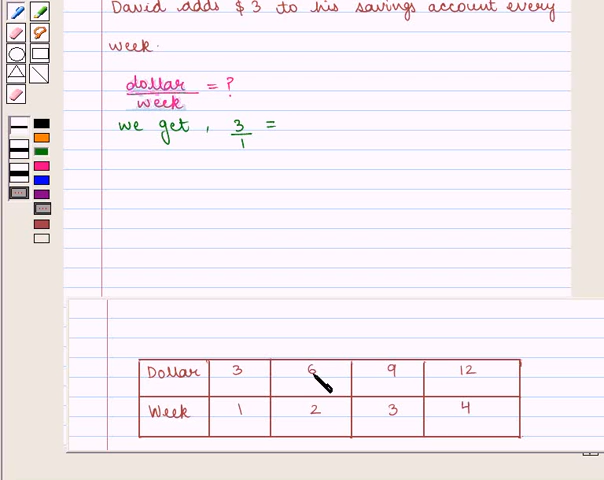 David adds $3 to his savings account every
week.
dollar/week = ?
we get, 3/1 =
Dollar 3 6 9 12
Week 1 2 3 4